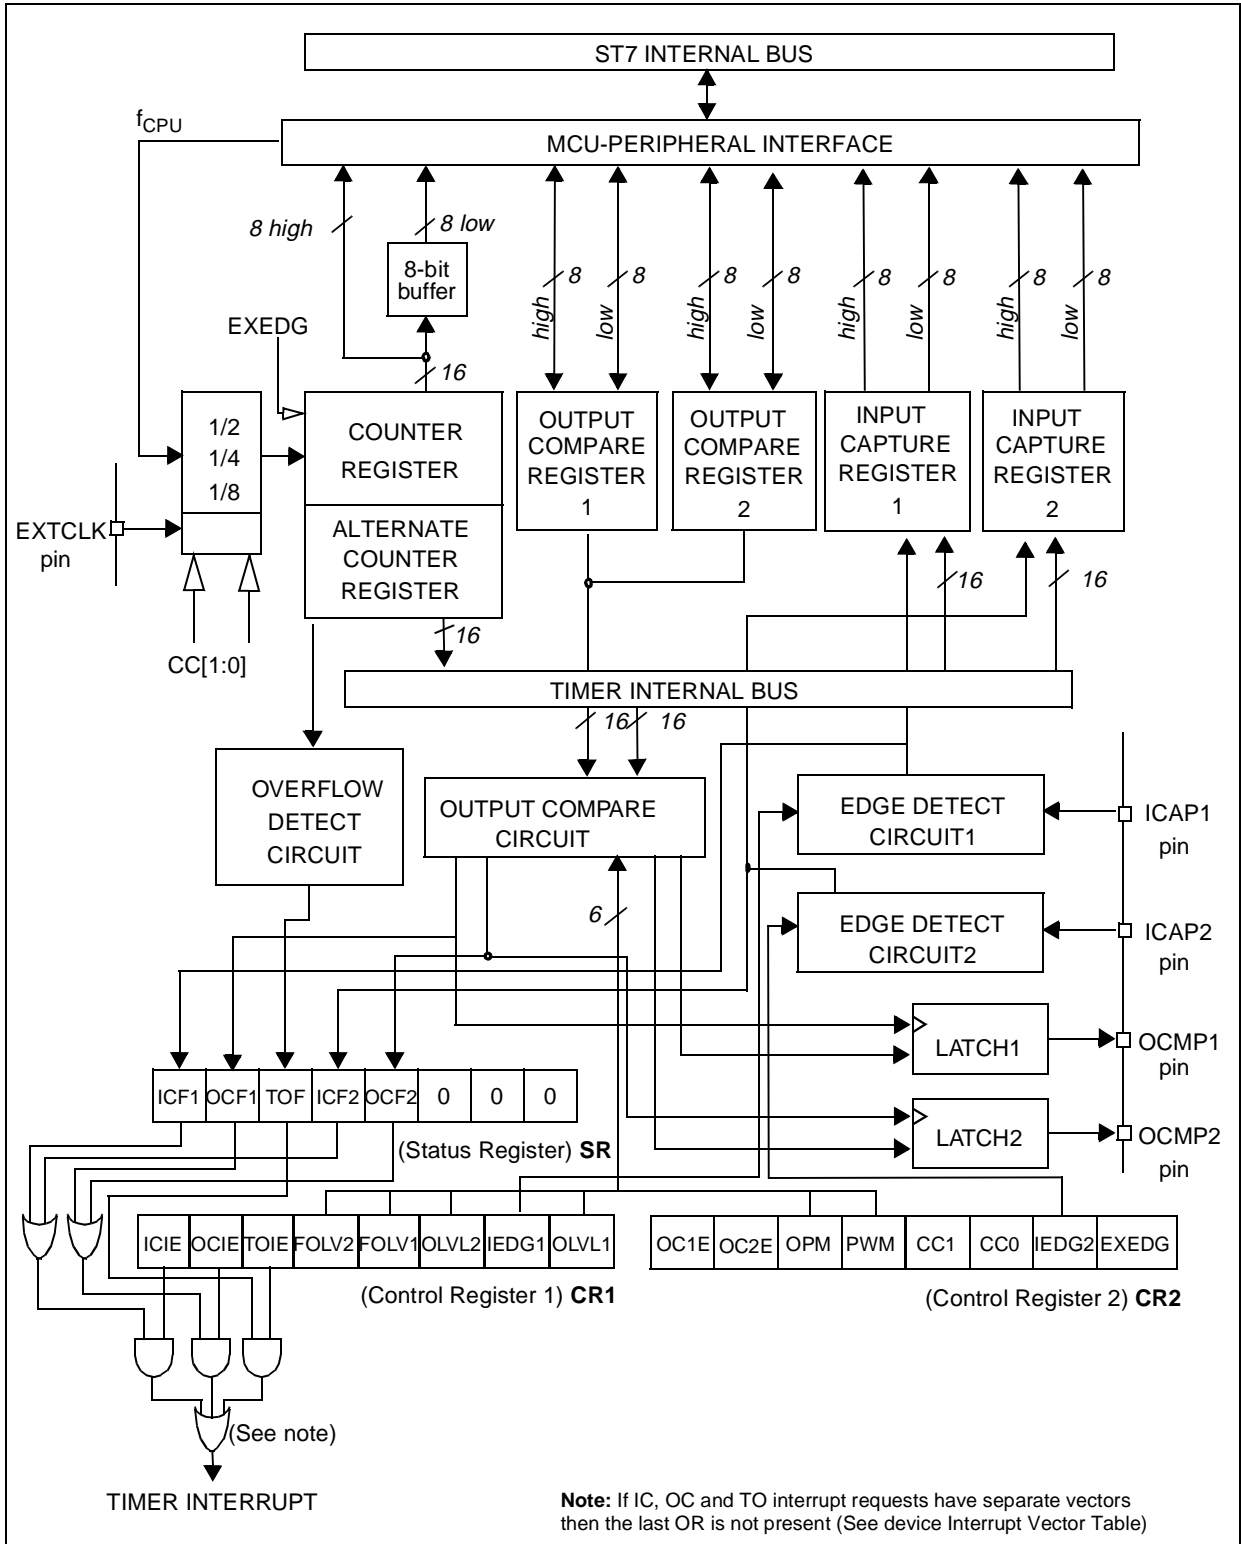 ST7 INTERNAL BUS
fCPU
MCU-PERIPHERAL INTERFACE
8 high
8 low
8-bit
buffer
high
8
low
8
high
8
low
8
high
8
low
8
high
8
low
8
EXEDG
16
1/2
1/4
1/8
COUNTER
REGISTER
OUTPUT
COMPARE
REGISTER
1
OUTPUT
COMPARE
REGISTER
2
INPUT
CAPTURE
REGISTER
1
INPUT
CAPTURE
REGISTER
2
EXTCLK
pin
ALTERNATE
COUNTER
REGISTER
16
16
16
CC[1:0]
TIMER INTERNAL BUS
16
16
OVERFLOW
DETECT
CIRCUIT
OUTPUT COMPARE
CIRCUIT
EDGE DETECT
CIRCUIT1
ICAP1
pin
6
EDGE DETECT
CIRCUIT2
ICAP2
pin
LATCH1
OCMP1
pin
ICF1 OCF1 TOF ICF2 OCF2 0 0 0
LATCH2
OCMP2
pin
(Status Register) SR
ICIE OCIE TOIE FOLV2 FOLV1 OLVL2 IEDG1 OLVL1
OC1E OC2E OPM PWM CC1 CC0 IEDG2 EXEDG
(Control Register 1) CR1
(Control Register 2) CR2
(See note)
TIMER INTERRUPT
Note: If IC, OC and TO interrupt requests have separate vectors
then the last OR is not present (See device Interrupt Vector Table)